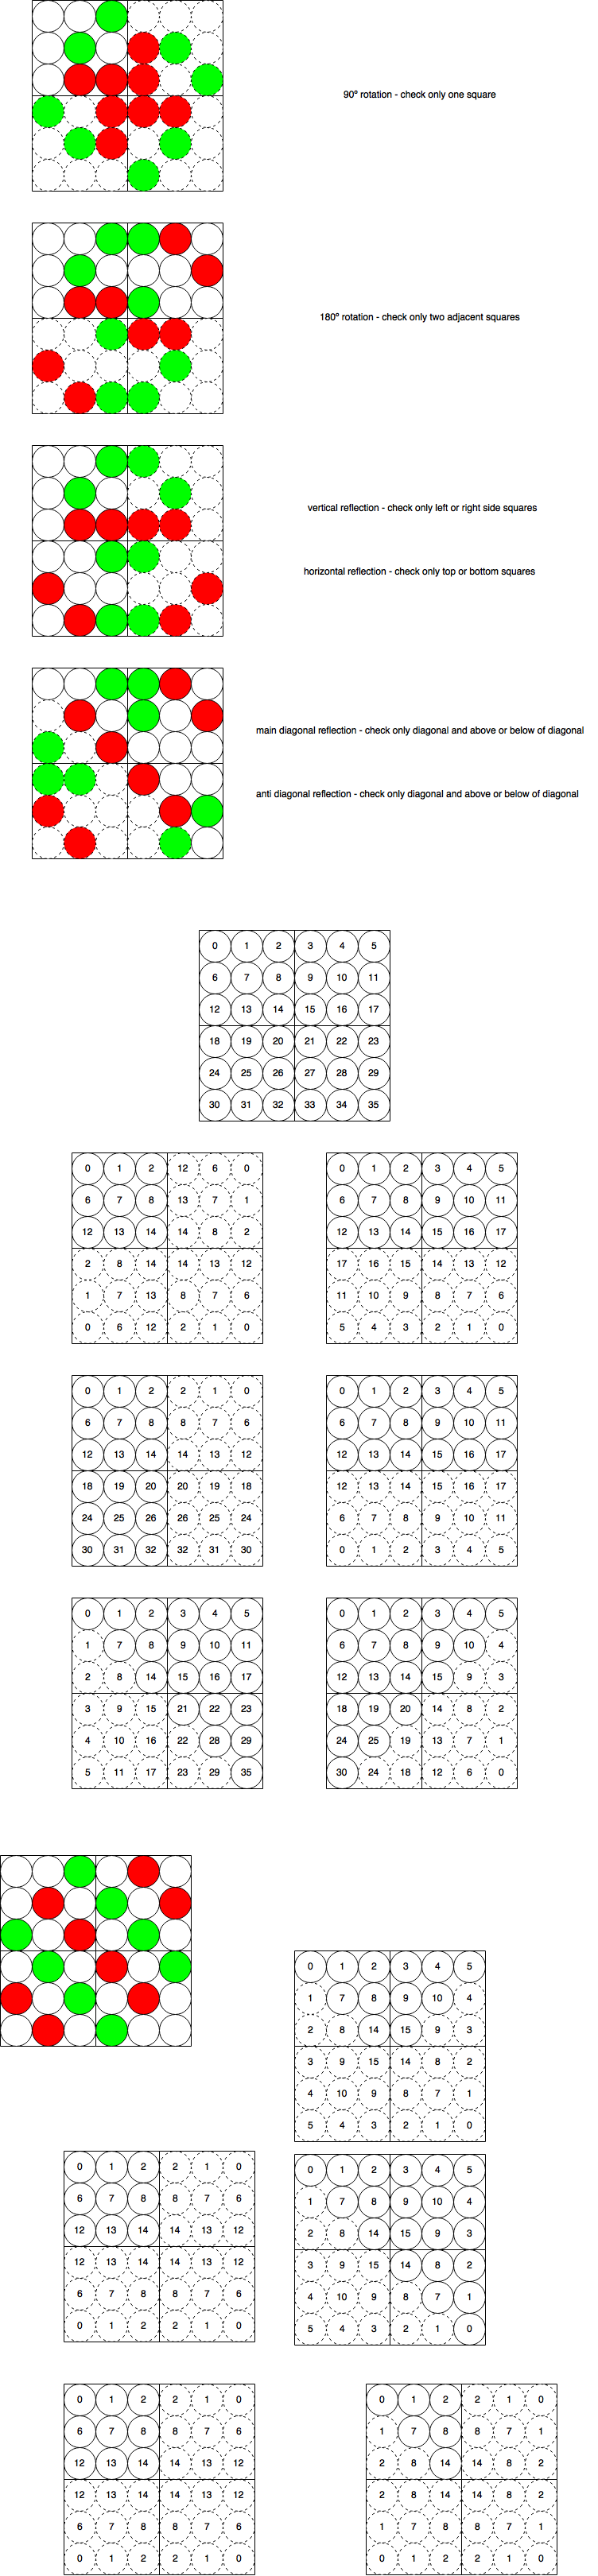 90° rotation - check only one square
180° rotation - check only two adjacent squares
vertical reflection - check only left or right side squares
horizontal reflection - check only top or bottom squares
main diagonal reflection - check only diagonal and above or below of diagonal
anti diagonal reflection - check only diagonal and above or below of diagonal
0 1 2 3 4 5
6 7 8 9 10 11
12 13 14 15 16 17
18 19 20 21 22 23
24 25 26 27 28 29
30 31 32 33 34 35
0 1 2 12 6 0
6 7 8 13 7 1
12 13 14 14 8 2
2 8 14 14 13 12
1 7 13 8 7 6
0 6 12 2 1 0
0 1 2 3 4 5
6 7 8 9 10 11
12 13 14 15 16 17
17 16 15 14 13 12
11 10 9 8 7 6
5 4 3 2 1 0
0 1 2 2 1 0
6 7 8 8 7 6
12 13 14 14 13 12
18 19 20 20 19 18
24 25 26 26 25 24
30 31 32 32 31 30
0 1 2 3 4 5
6 7 8 9 10 11
12 13 14 15 16 17
12 13 14 15 16 17
6 7 8 9 10 11
0 1 2 3 4 5
0 1 2 3 4 5
1 7 8 9 10 11
2 8 14 15 16 17
3 9 15 21 22 23
4 10 16 22 28 29
5 11 17 23 29 35
0 1 2 3 4 5
6 7 8 9 10 4
12 13 14 15 9 3
18 19 20 14 8 2
24 25 19 13 7 1
30 24 18 12 6 0
0 1 2 3 4 5
1 7 8 9 10 4
2 8 14 15 9 3
3 9 15 14 8 2
4 10 9 8 7 1
5 4 3 2 1 0
0 1 2 2 1 0
6 7 8 8 7 6
12 13 14 14 13 12
12 13 14 14 13 12
6 7 8 8 7 6
0 1 2 2 1 0
0 1 2 3 4 5
1 7 8 9 10 4
2 8 14 15 9 3
3 9 15 14 8 2
4 10 9 8 7 1
5 4 3 2 1 0
0 1 2 2 1 0
6 7 8 8 7 6
12 13 14 14 13 12
12 13 14 14 13 12
6 7 8 8 7 6
0 1 2 2 1 0
0 1 2 2 1 0
1 7 8 8 7 1
2 8 14 14 8 2
2 8 14 14 8 2
1 7 8 8 7 1
0 1 2 2 1 0